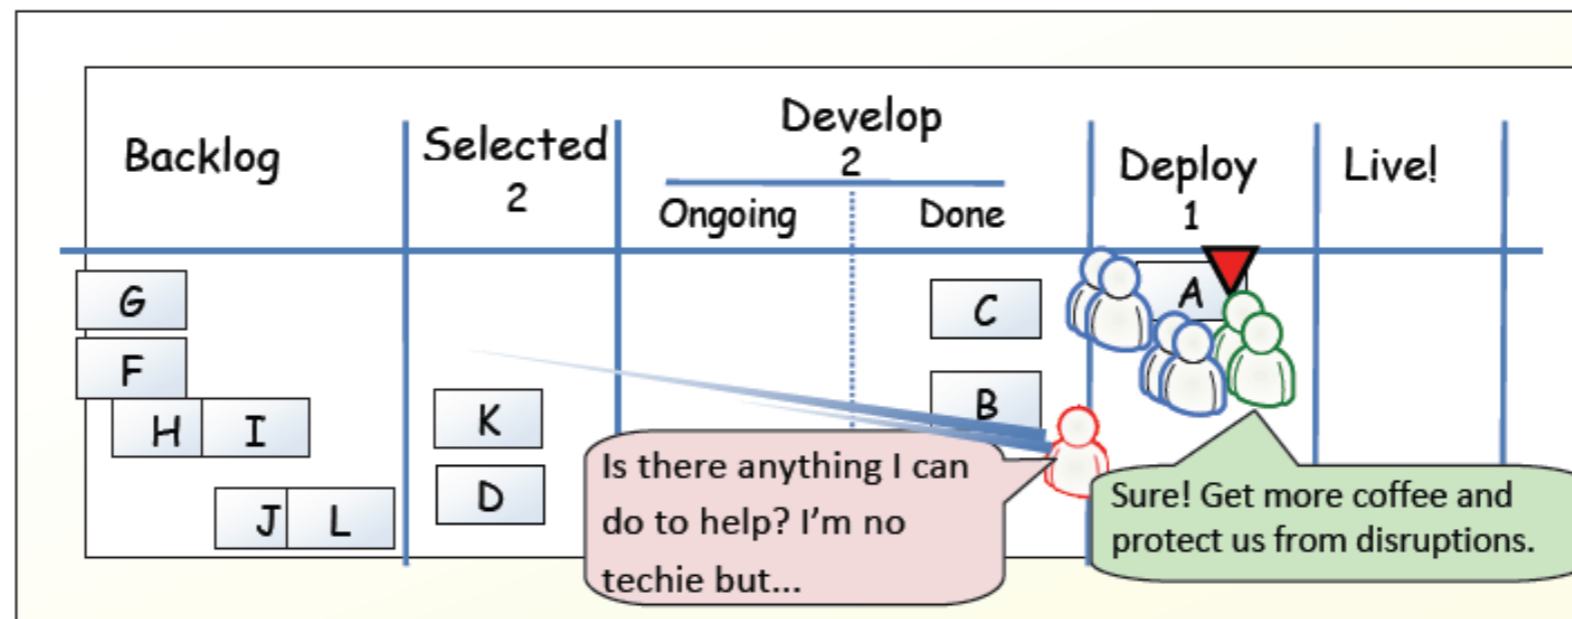 Backlog
Selected
2
Develop
2
Ongoing
Done
Deploy
1
Live!
G
F
H
I
J
L
K
D
C
B
A
Is there anything I can
do to help? I'm no
techie but...
Sure! Get more coffee and
protect us from disruptions.